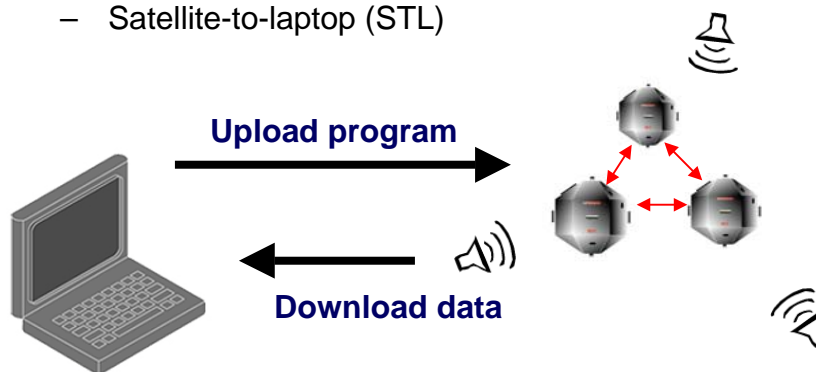 – Satellite-to-laptop (STL)
Upload program
Download data